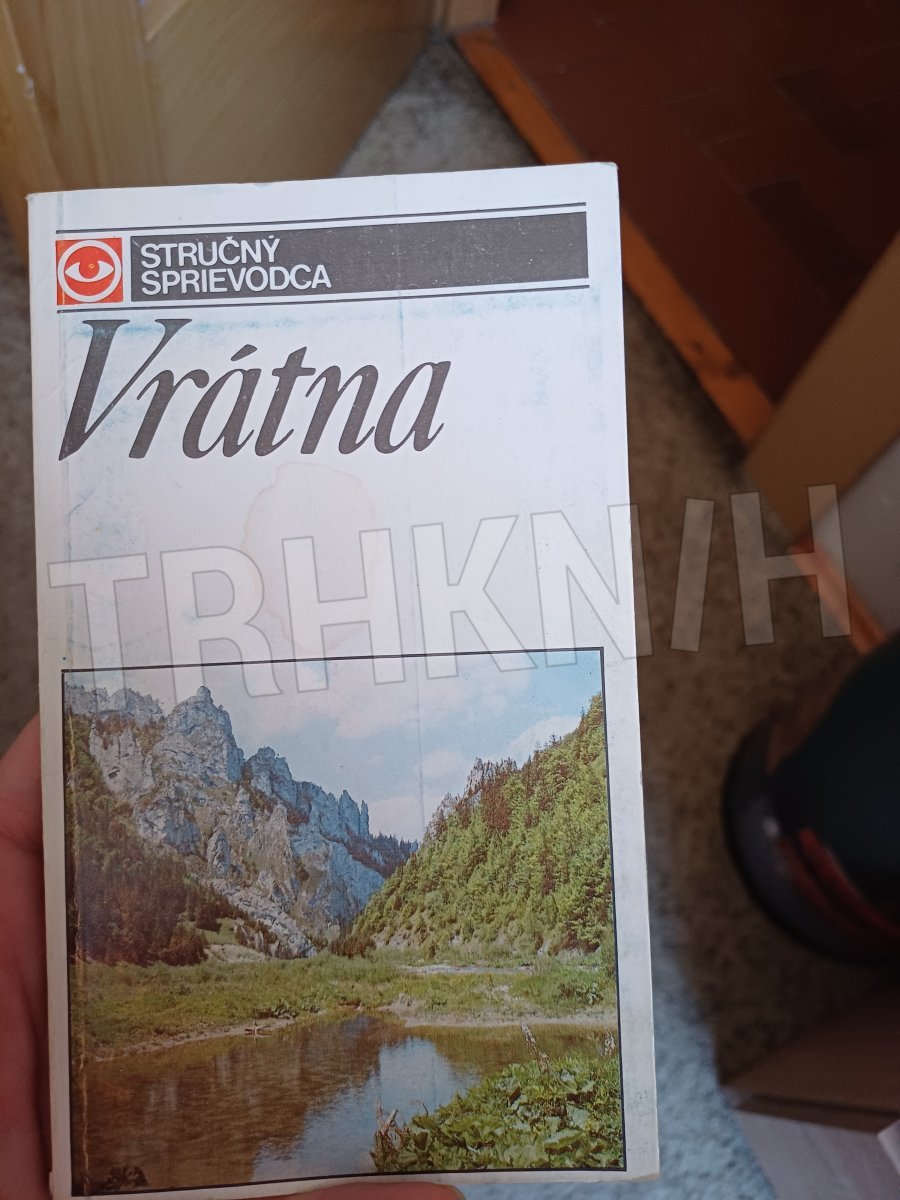 STRUČNÝ
SPRIEVODCA
Vrátna
TRHKNIH